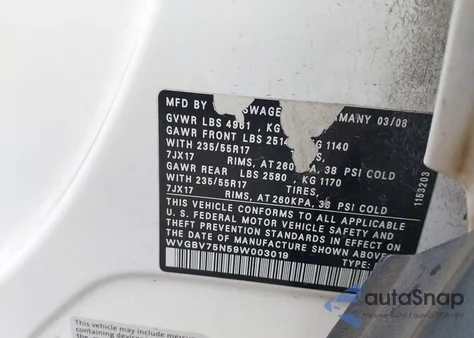 MFD BY SWAGE MANY 03/08
GVWR LBS 4961 , KG
GAWR FRONT LBS 2514 KG 1140
WITH 235/55R17 S,
7JX17 RIMS, AT 260 A, 38 PSI COLD
GAWR REAR LBS 2580 , KG 1170
WITH 235/55R17 TIRES,
7JX17 RIMS, AT 260KPA, 38 PSI COLD
THIS VEHICLE CONFORMS TO ALL APPLICABLE
U.S. FEDERAL MOTOR VEHICLE SAFETY AND
THEFT PREVENTION STANDARDS IN EFFECT
ON THE DATE OF MANUFACTURE SHOWN ABOVE.
WVGBV75N59W003019 TYPE:
1153203
This vehicle is
autoSnap